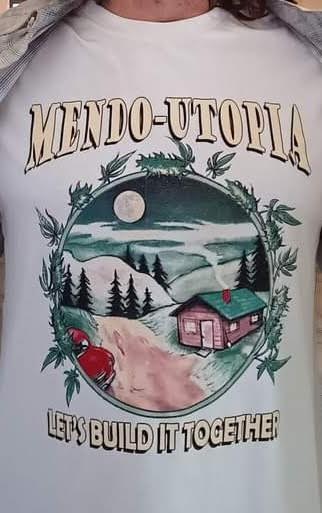 MENDO-UTOPIA
LET'S BUILD IT TOGETHER